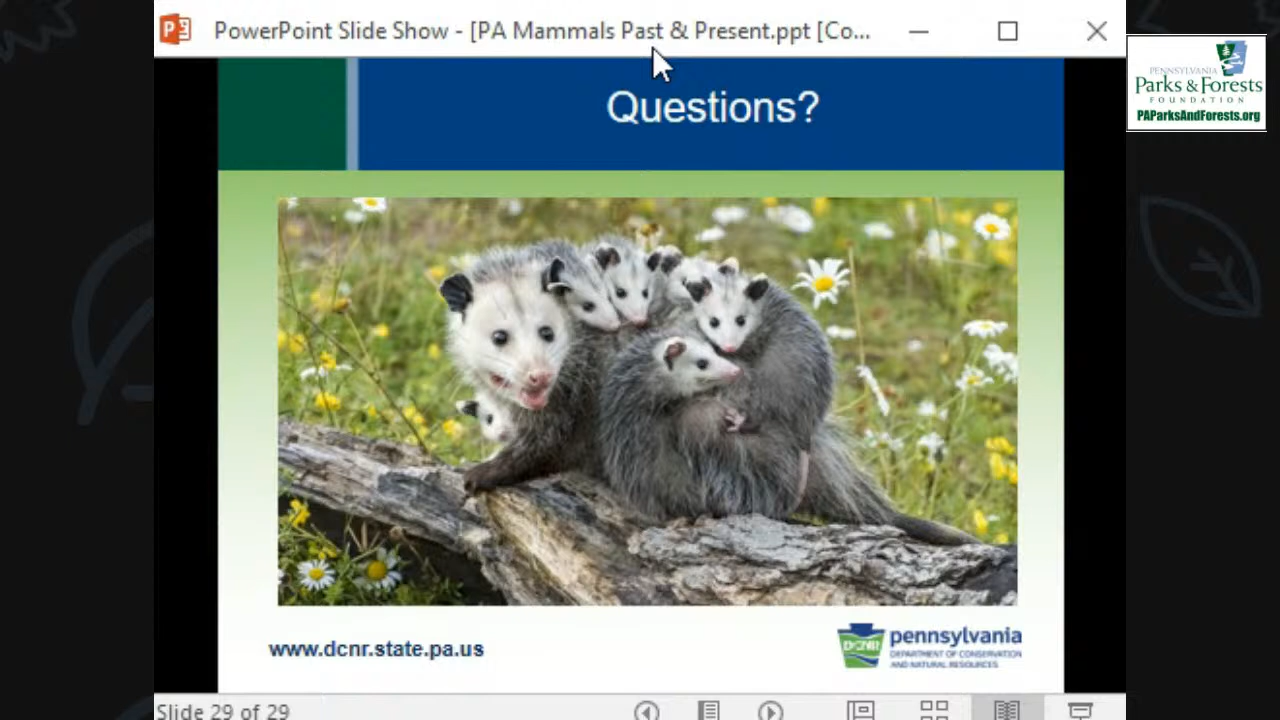 PowerPoint Slide Show - [PA Mammals Past & Present.ppt [Co...
PENNSYLVANIA
Parks & Forests
FOUNDATION
PAParksAndForests.org
Questions?
www.dcnr.state.pa.us
DCNR
pennsylvania
DEPARTMENT OF CONSERVATION
AND NATURAL RESOURCES
Slide 29 of 29